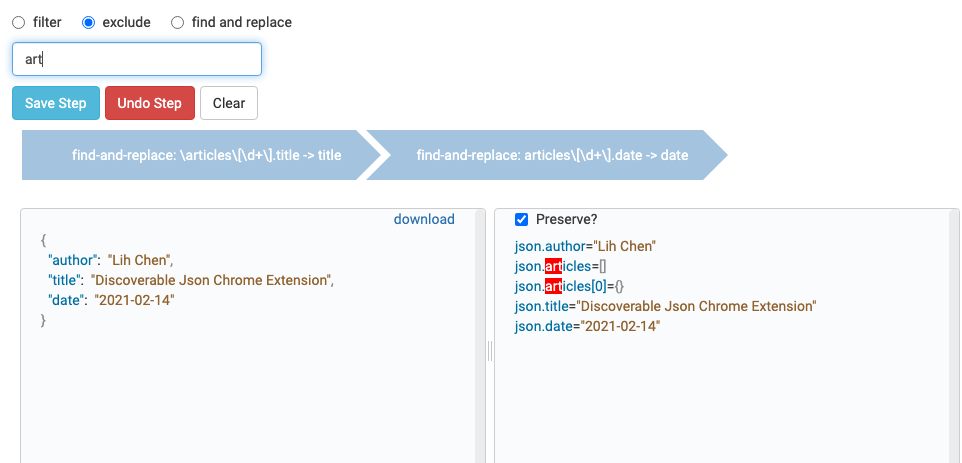 filter exclude find and replace
art
Save Step Undo Step Clear
find-and-replace: \articles\[\d+\].title -> title find-and-replace: articles\[\d+\].date -> date
download
{
"author": "Lih Chen",
"title": "Discoverable Json Chrome Extension",
"date": "2021-02-14"
}
Preserve?
json.author="Lih Chen"
json.articles=[]
json.articles[0]={}
json.title="Discoverable Json Chrome Extension"
json.date="2021-02-14"